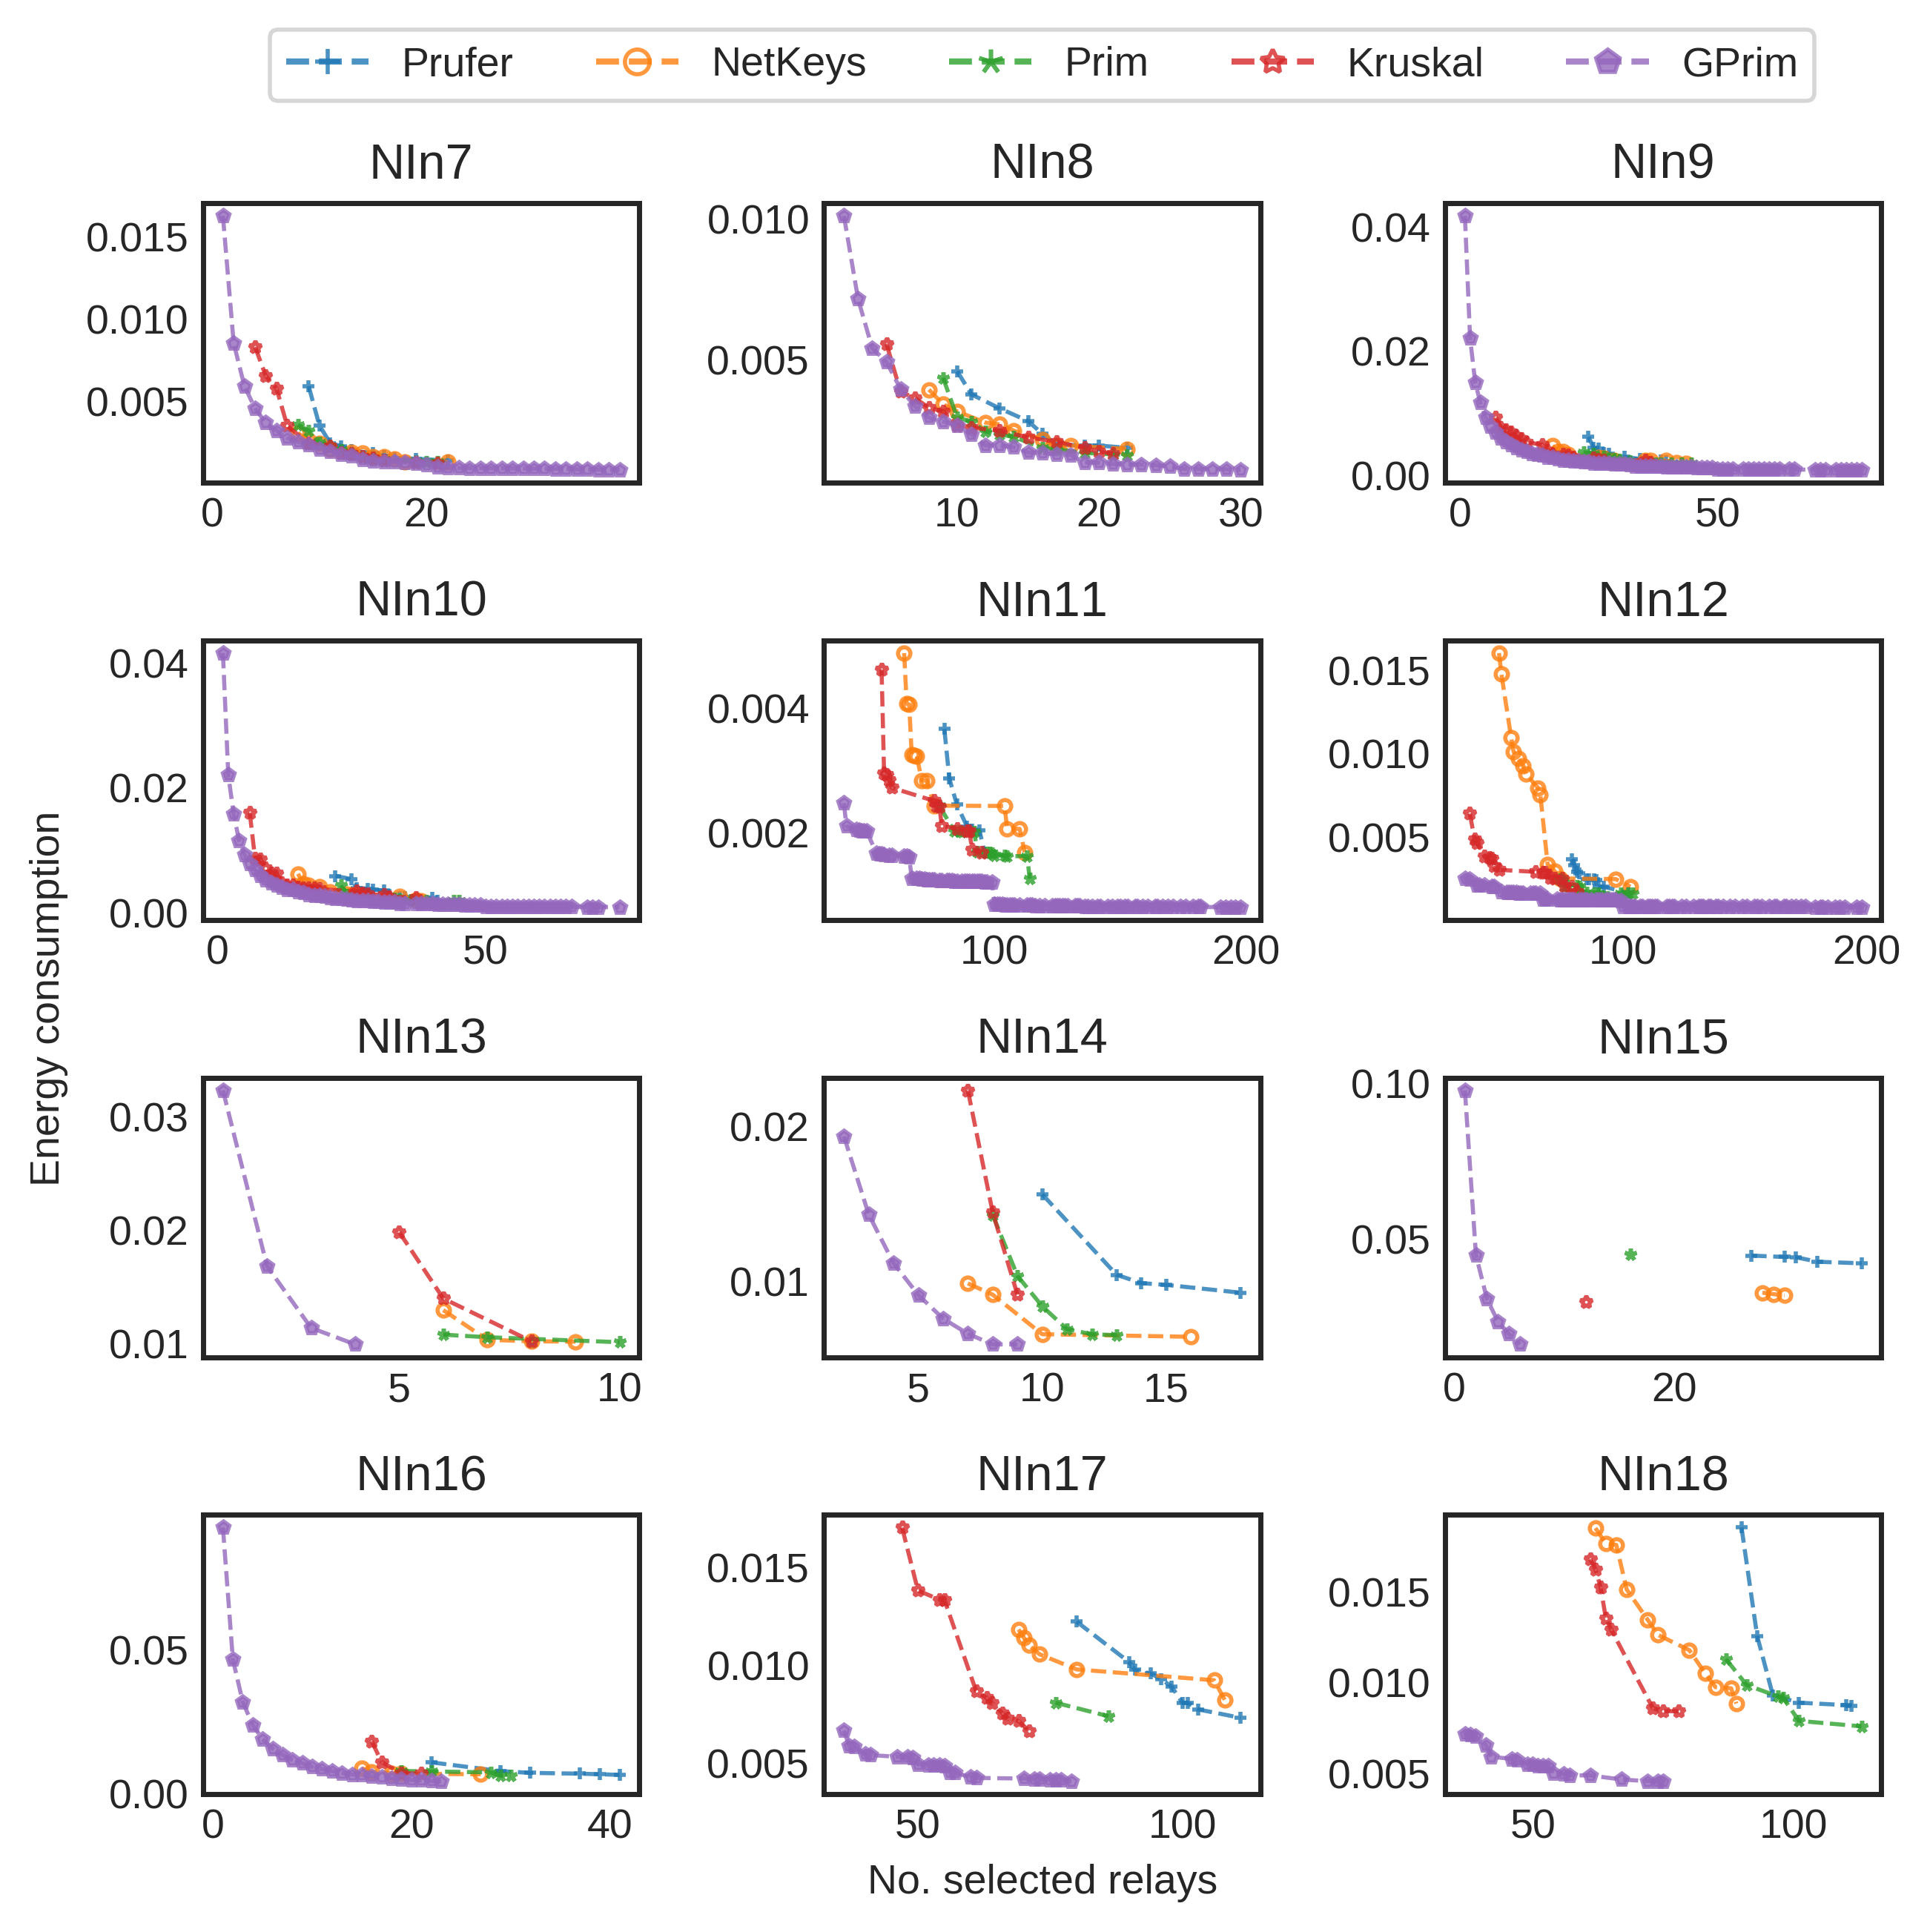 Prufer NetKeys Prim Kruskal GPrim
NIn7 NIn8 NIn9
0.015 0.010 0.04
0.010 0.005 0.02
0.005 0.00
0 20 10 20 30 0 50
NIn10 NIn11 NIn12
0.04 0.004 0.015
0.02 0.002 0.010
0.00 0.005
0 50 100 200 100 200
Energy consumption
NIn13 NIn14 NIn15
0.03 0.02 0.10
0.02 0.01 0.05
0.01
5 10 5 10 15 0 20
NIn16 NIn17 NIn18
0.05 0.015 0.015
0.00 0.010 0.010
0.005 0.005
0 20 40 50 100 50 100
No. selected relays